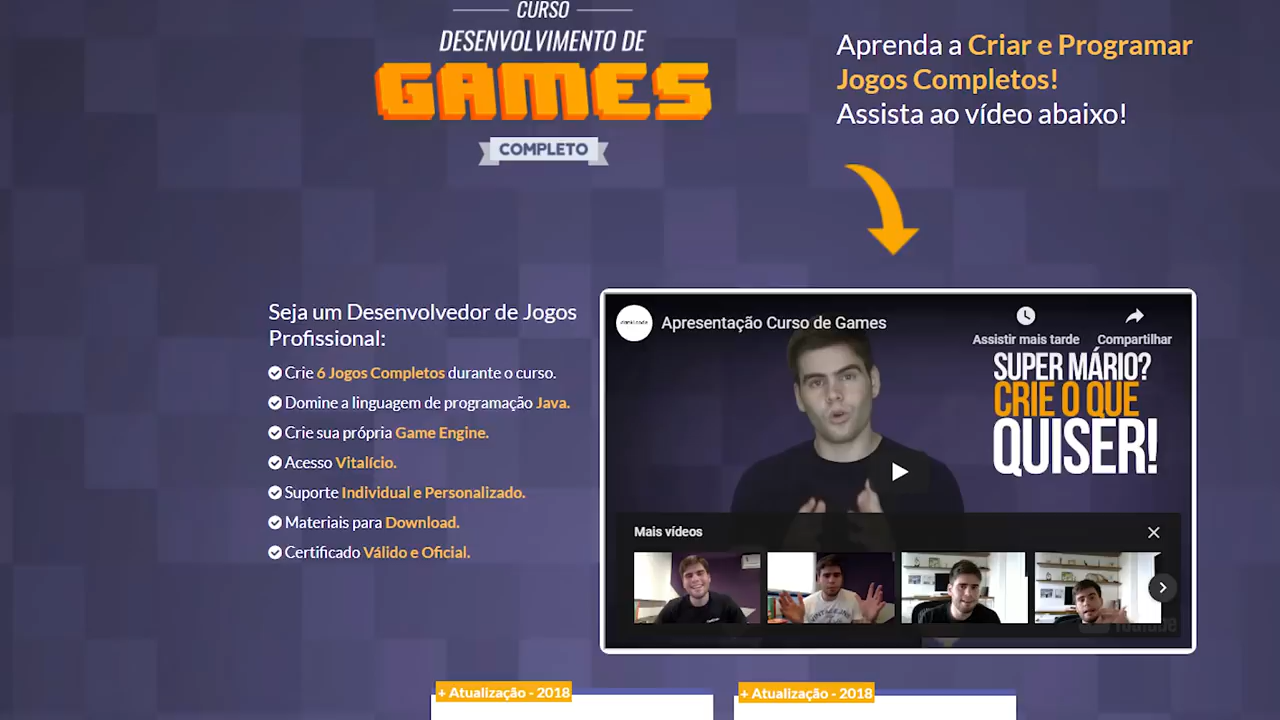 CURSO
DESENVOLVIMENTO DE
GAMES
COMPLETO
Aprenda a Criar e Programar
Jogos Completos!
Assista ao vídeo abaixo!
Seja um Desenvolvedor de Jogos
Profissional:
Crie 6 Jogos Completos durante o curso.
Domine a linguagem de programação Java.
Crie sua própria Game Engine.
Acesso Vitalício.
Suporte Individual e Personalizado.
Materiais para Download.
Certificado Válido e Oficial.
Apresentação Curso de Games
Assistir mais tarde
Compartilhar
SUPER MÁRIO?
CRIE O QUE
QUISER!
Mais vídeos
YouTube
+ Atualização - 2018
+ Atualização - 2018